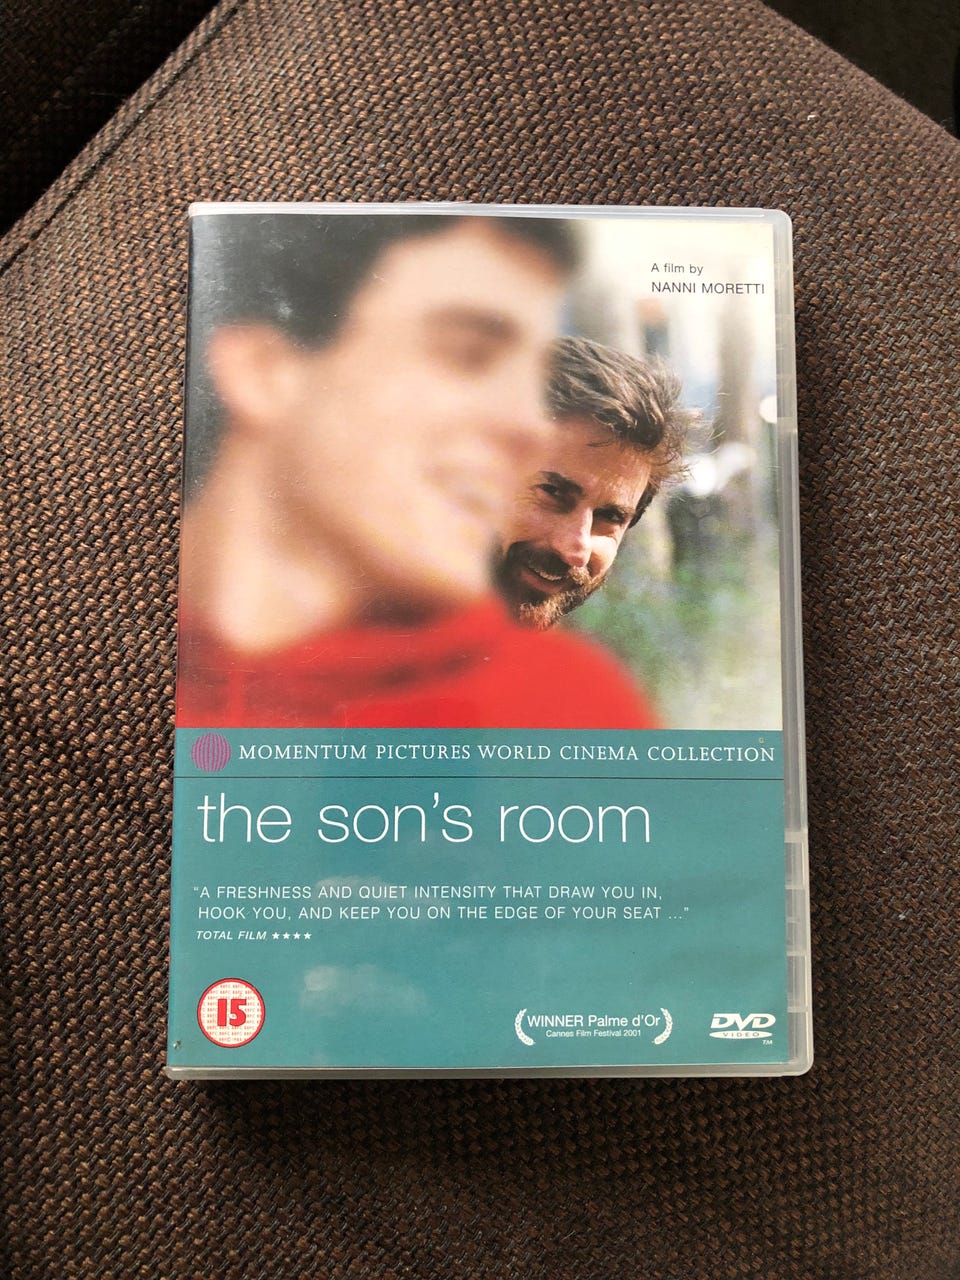 A film by
NANNI MORETTI
MOMENTUM PICTURES WORLD CINEMA COLLECTION
the son's room
"A FRESHNESS AND QUIET INTENSITY THAT DRAW YOU IN,
HOOK YOU, AND KEEP YOU ON THE EDGE OF YOUR SEAT ..."
TOTAL FILM ★★★★
15
WINNER Palme d'Or
Cannes Film Festival 2001
DVD
VIDEO
TM